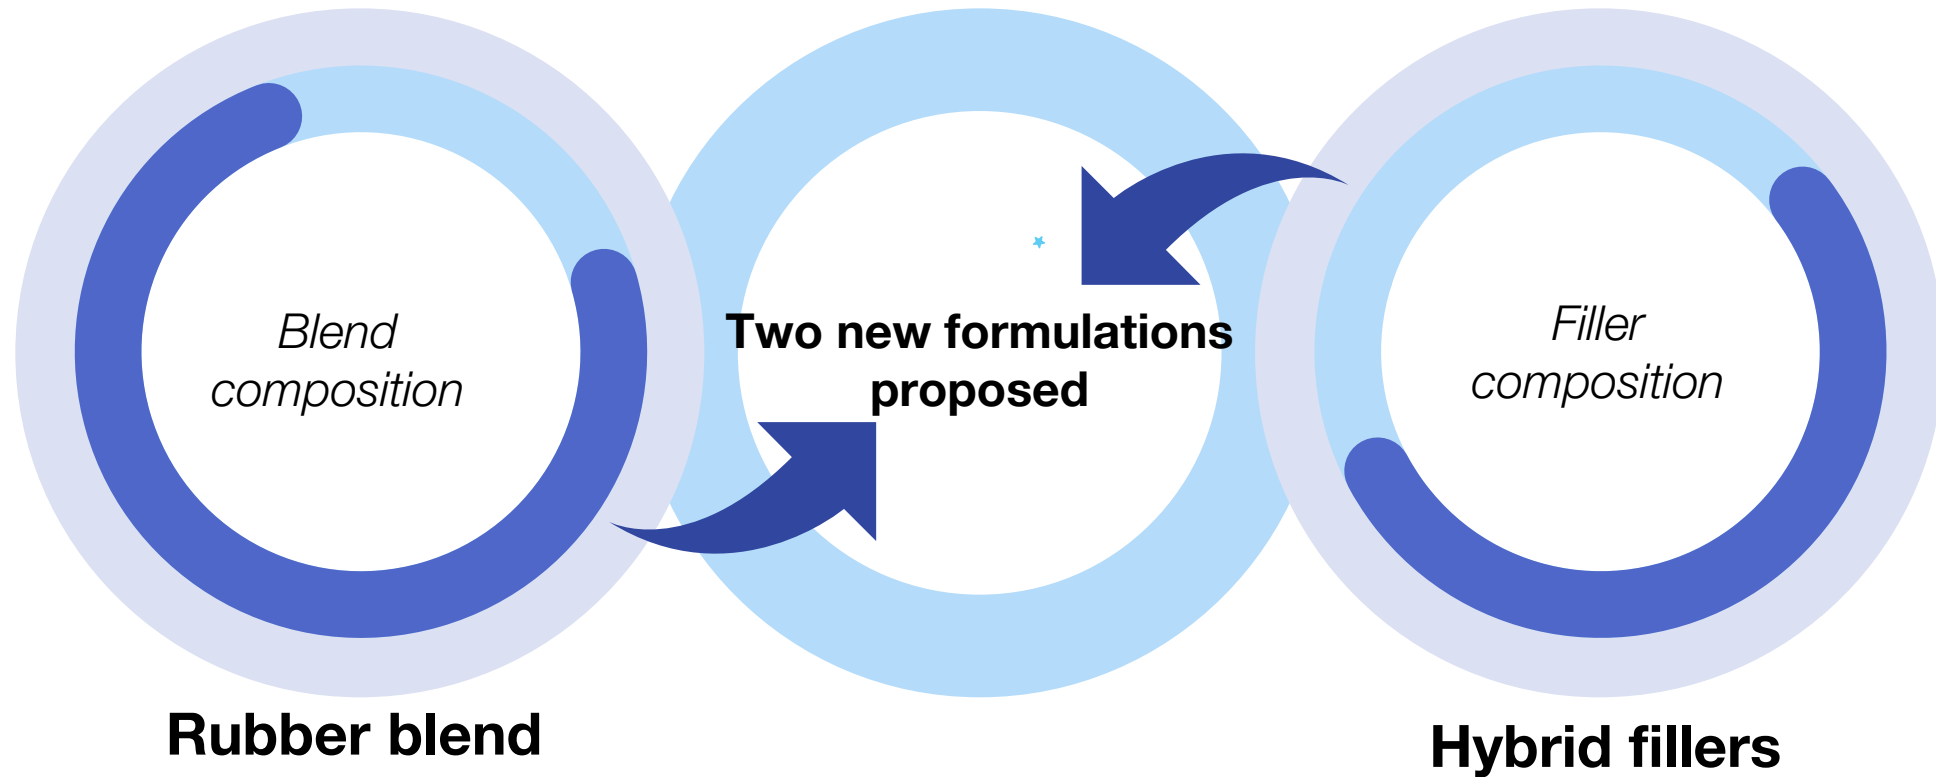 Blend
composition
Two new formulations
proposed
Filler
composition
Rubber blend
Hybrid fillers